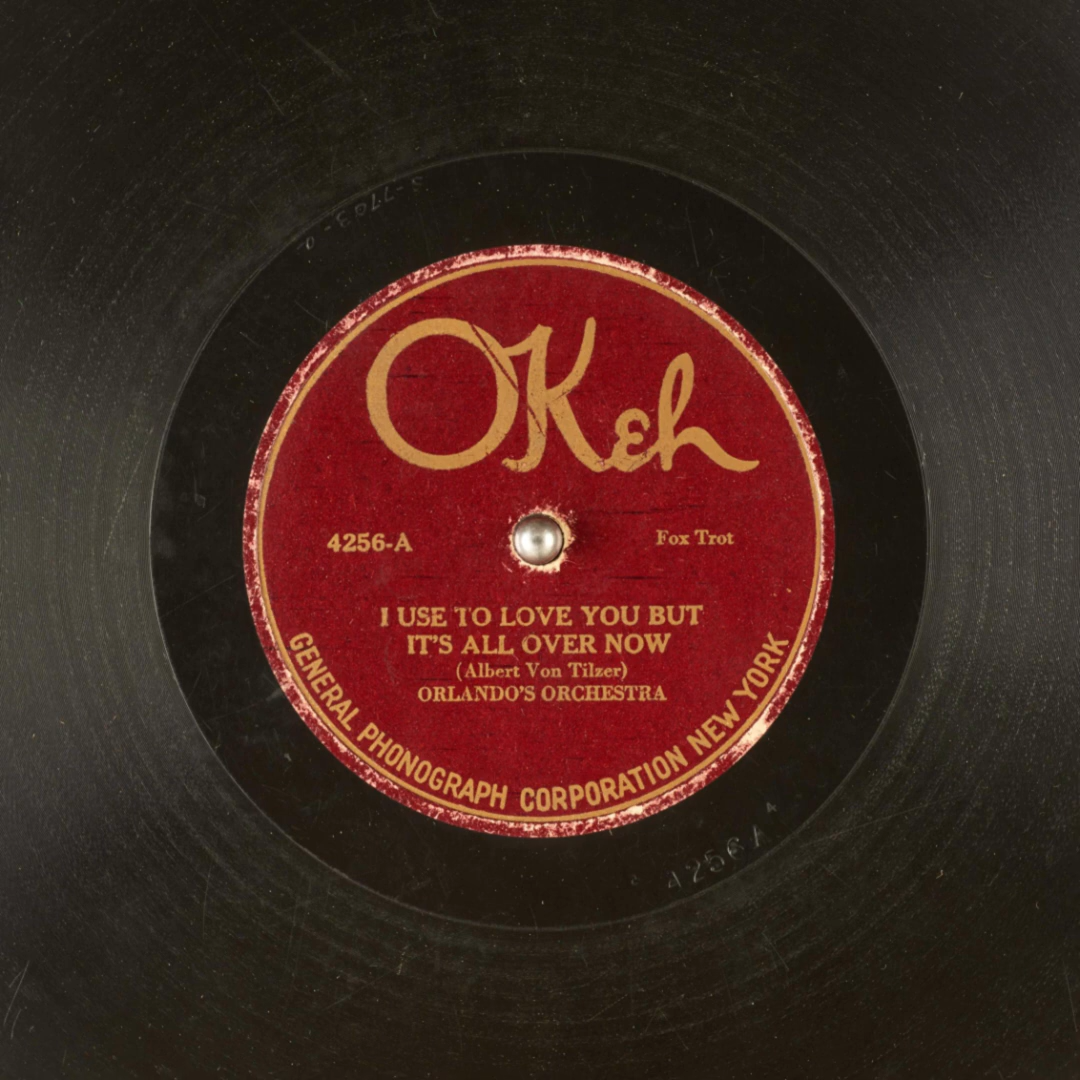 OKeh
4256-A
Fox Trot
I USE TO LOVE YOU BUT
IT'S ALL OVER NOW
(Albert Von Tilzer)
ORLANDO'S ORCHESTRA
GENERAL PHONOGRAPH CORPORATION NEW YORK
4256A